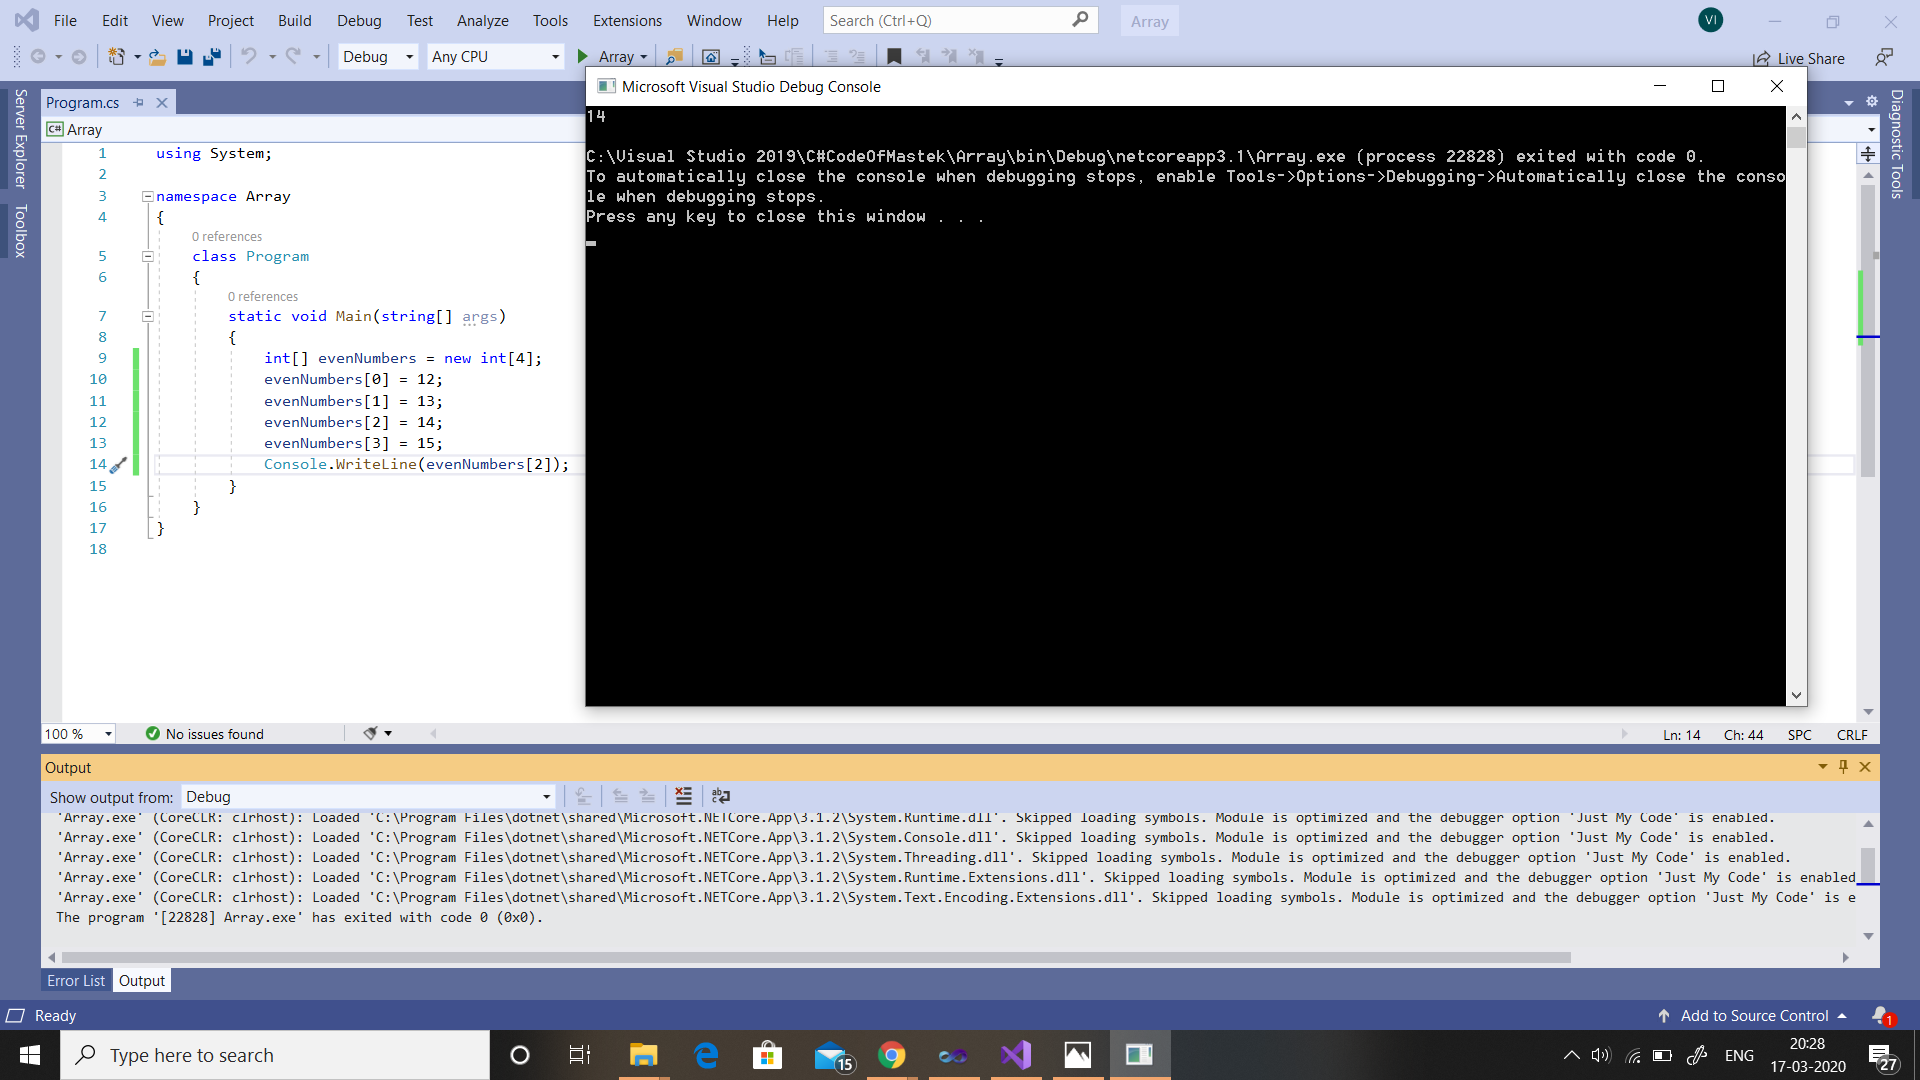 File Edit View Project Build Debug Test Analyze Tools Extensions Window Help Search (Ctrl+Q) Array VI
Debug Any CPU Array Live Share
Server Explorer
Toolbox
Diagnostic Tools
Program.cs
C# Array
1 using System;
2
3 namespace Array
4 {
0 references
5 class Program
6 {
0 references
7 static void Main(string[] args)
8 {
9 int[] evenNumbers = new int[4];
10 evenNumbers[0] = 12;
11 evenNumbers[1] = 13;
12 evenNumbers[2] = 14;
13 evenNumbers[3] = 15;
14 Console.WriteLine(evenNumbers[2]);
15 }
16 }
17 }
18
Microsoft Visual Studio Debug Console
14
C:\Visual Studio 2019\C#CodeOfMastek\Array\bin\Debug\netcoreapp3.1\Array.exe (process 22828) exited with code 0.
To automatically close the console when debugging stops, enable Tools->Options->Debugging->Automatically close the conso
le when debugging stops.
Press any key to close this window . . .
100 % No issues found Ln: 14 Ch: 44 SPC CRLF
Output
Show output from: Debug
'Array.exe' (CoreCLR: clrhost): Loaded 'C:\Program Files\dotnet\shared\Microsoft.NETCore.App\3.1.2\System.Runtime.dll'. Skipped loading symbols. Module is optimized and the debugger option 'Just My Code' is enabled.
'Array.exe' (CoreCLR: clrhost): Loaded 'C:\Program Files\dotnet\shared\Microsoft.NETCore.App\3.1.2\System.Console.dll'. Skipped loading symbols. Module is optimized and the debugger option 'Just My Code' is enabled.
'Array.exe' (CoreCLR: clrhost): Loaded 'C:\Program Files\dotnet\shared\Microsoft.NETCore.App\3.1.2\System.Threading.dll'. Skipped loading symbols. Module is optimized and the debugger option 'Just My Code' is enabled.
'Array.exe' (CoreCLR: clrhost): Loaded 'C:\Program Files\dotnet\shared\Microsoft.NETCore.App\3.1.2\System.Runtime.Extensions.dll'. Skipped loading symbols. Module is optimized and the debugger option 'Just My Code' is enabled
'Array.exe' (CoreCLR: clrhost): Loaded 'C:\Program Files\dotnet\shared\Microsoft.NETCore.App\3.1.2\System.Text.Encoding.Extensions.dll'. Skipped loading symbols. Module is optimized and the debugger option 'Just My Code' is e
The program '[22828] Array.exe' has exited with code 0 (0x0).
Error List Output
Ready Add to Source Control 1
Type here to search 15 ENG 20:28
17-03-2020 27